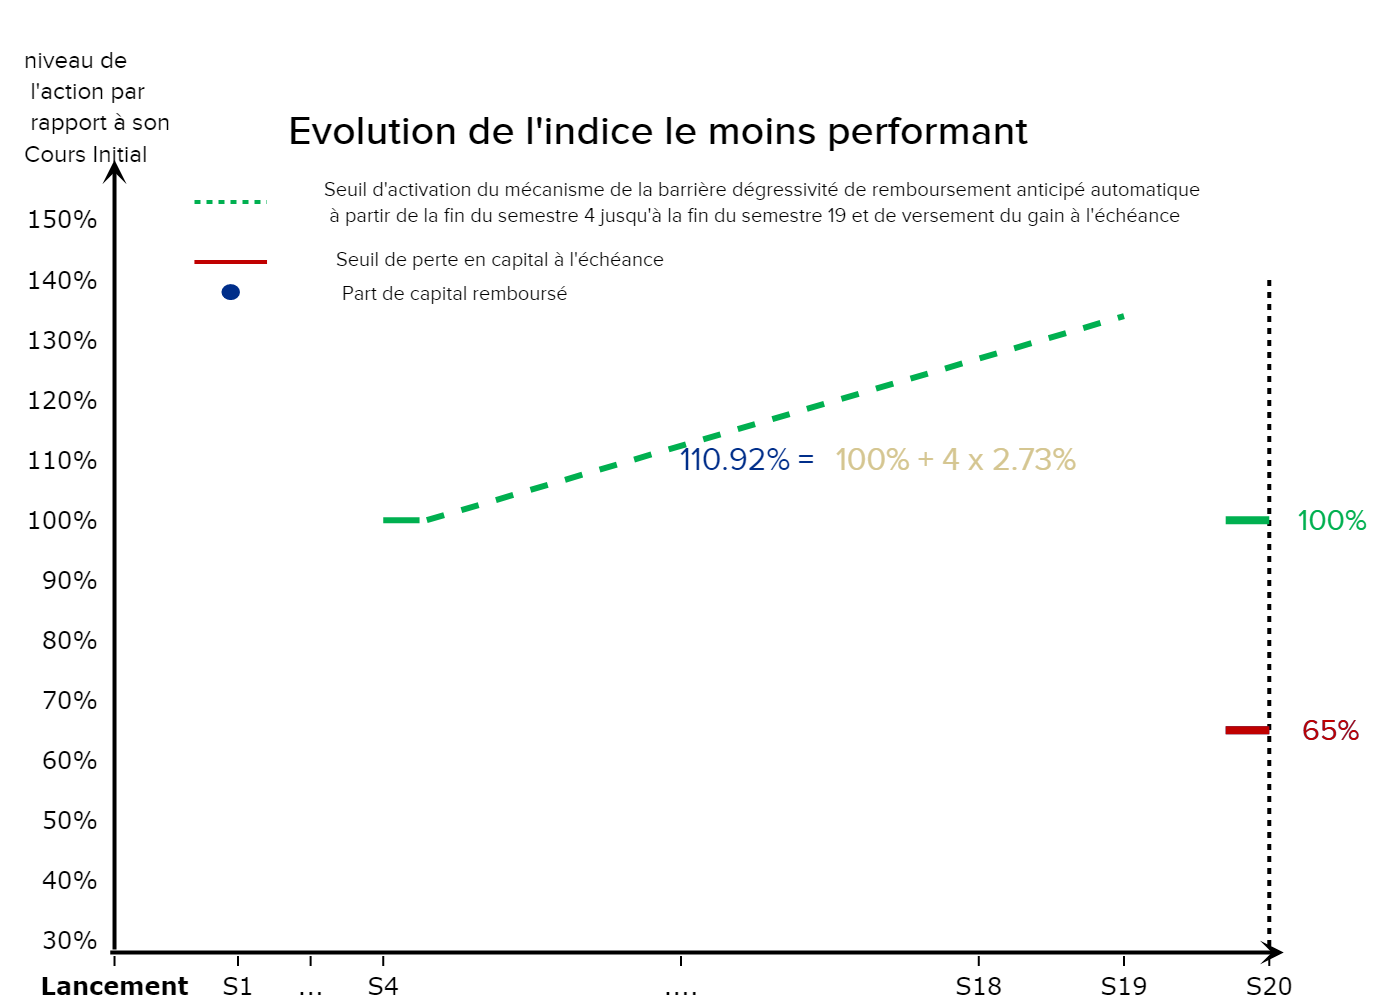 niveau de
l'action par
rapport à son
Cours Initial
Evolution de l'indice le moins performant
Seuil d'activation du mécanisme de la barrière dégressivité de remboursement anticipé automatique
à partir de la fin du semestre 4 jusqu'à la fin du semestre 19 et de versement du gain à l'échéance
Seuil de perte en capital à l'échéance
Part de capital remboursé
150%
140%
130%
120%
110%
100%
90%
80%
70%
60%
50%
40%
30%
110.92% = 100% + 4 x 2.73%
100%
65%
Lancement S1 ... S4 .... S18 S19 S20